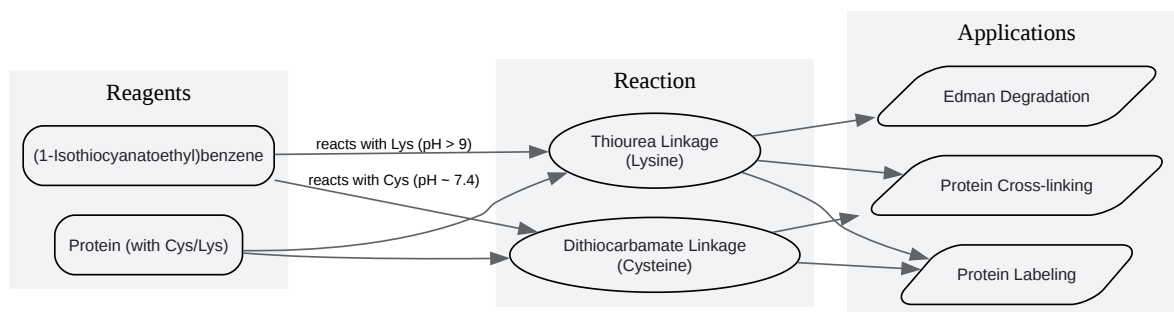 Reagents
(1-Isothiocyanatoethyl)benzene
Protein (with Cys/Lys)
reacts with Lys (pH > 9)
reacts with Cys (pH ~ 7.4)
Reaction
Thiourea Linkage
(Lysine)
Dithiocarbamate Linkage
(Cysteine)
Applications
Edman Degradation
Protein Cross-linking
Protein Labeling